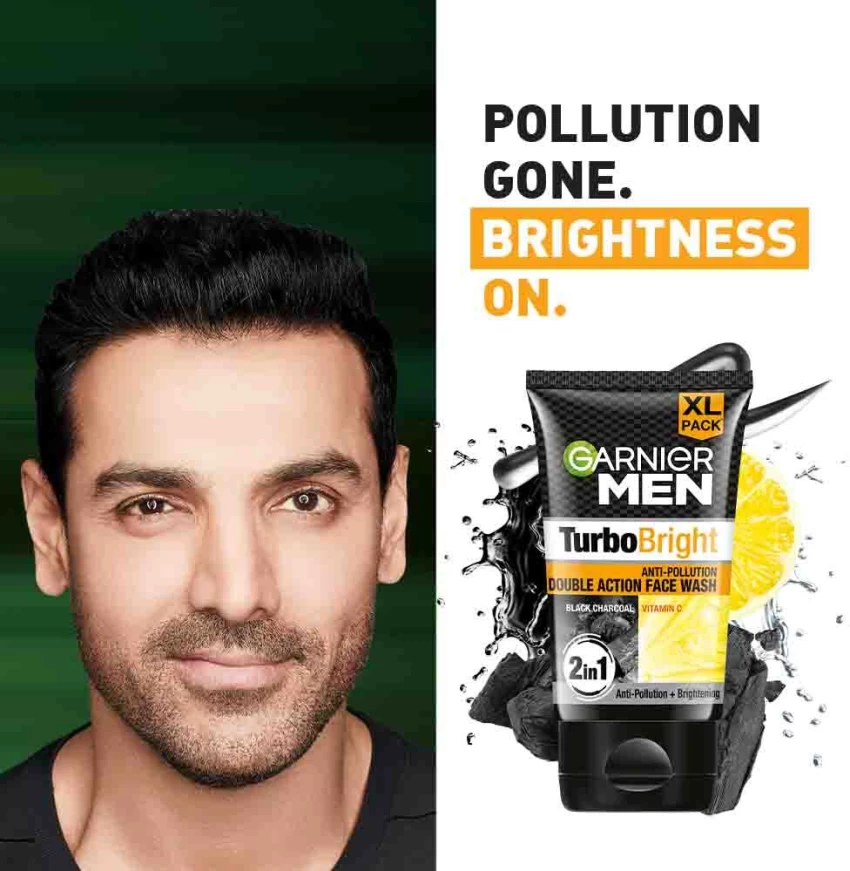 POLLUTION
GONE.
BRIGHTNESS
ON.
XL
PACK
GARNIER
MEN
TurboBright
ANTI-POLLUTION
DOUBLE ACTION FACE WASH
BLACK CHARCOAL VITAMIN C
2in1
Anti-Pollution + Brightening